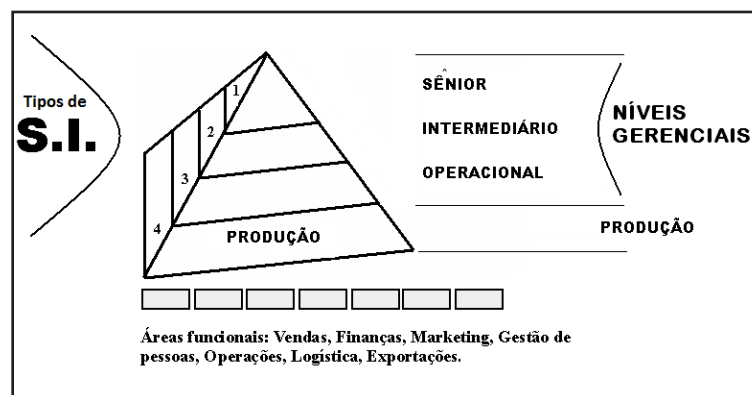 Tipos de
S.I.
1
2
3
4
PRODUÇÃO
SÊNIOR
INTERMEDIÁRIO
OPERACIONAL
NÍVEIS
GERENCIAIS
PRODUÇÃO
Áreas funcionais: Vendas, Finanças, Marketing, Gestão de
pessoas, Operações, Logística, Exportações.